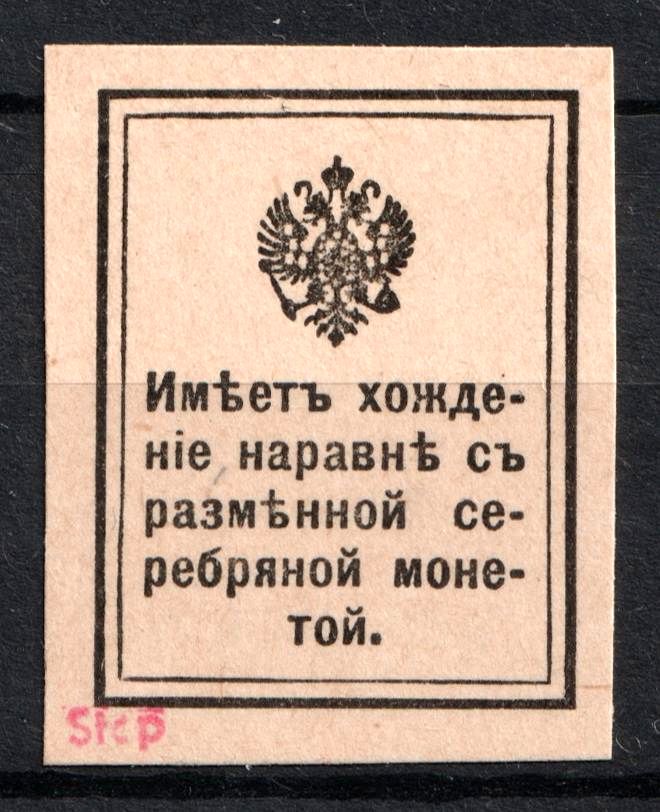 Имѣетъ хожде-
ніе наравнѣ съ
размѣнной се-
ребряной моне-
той.